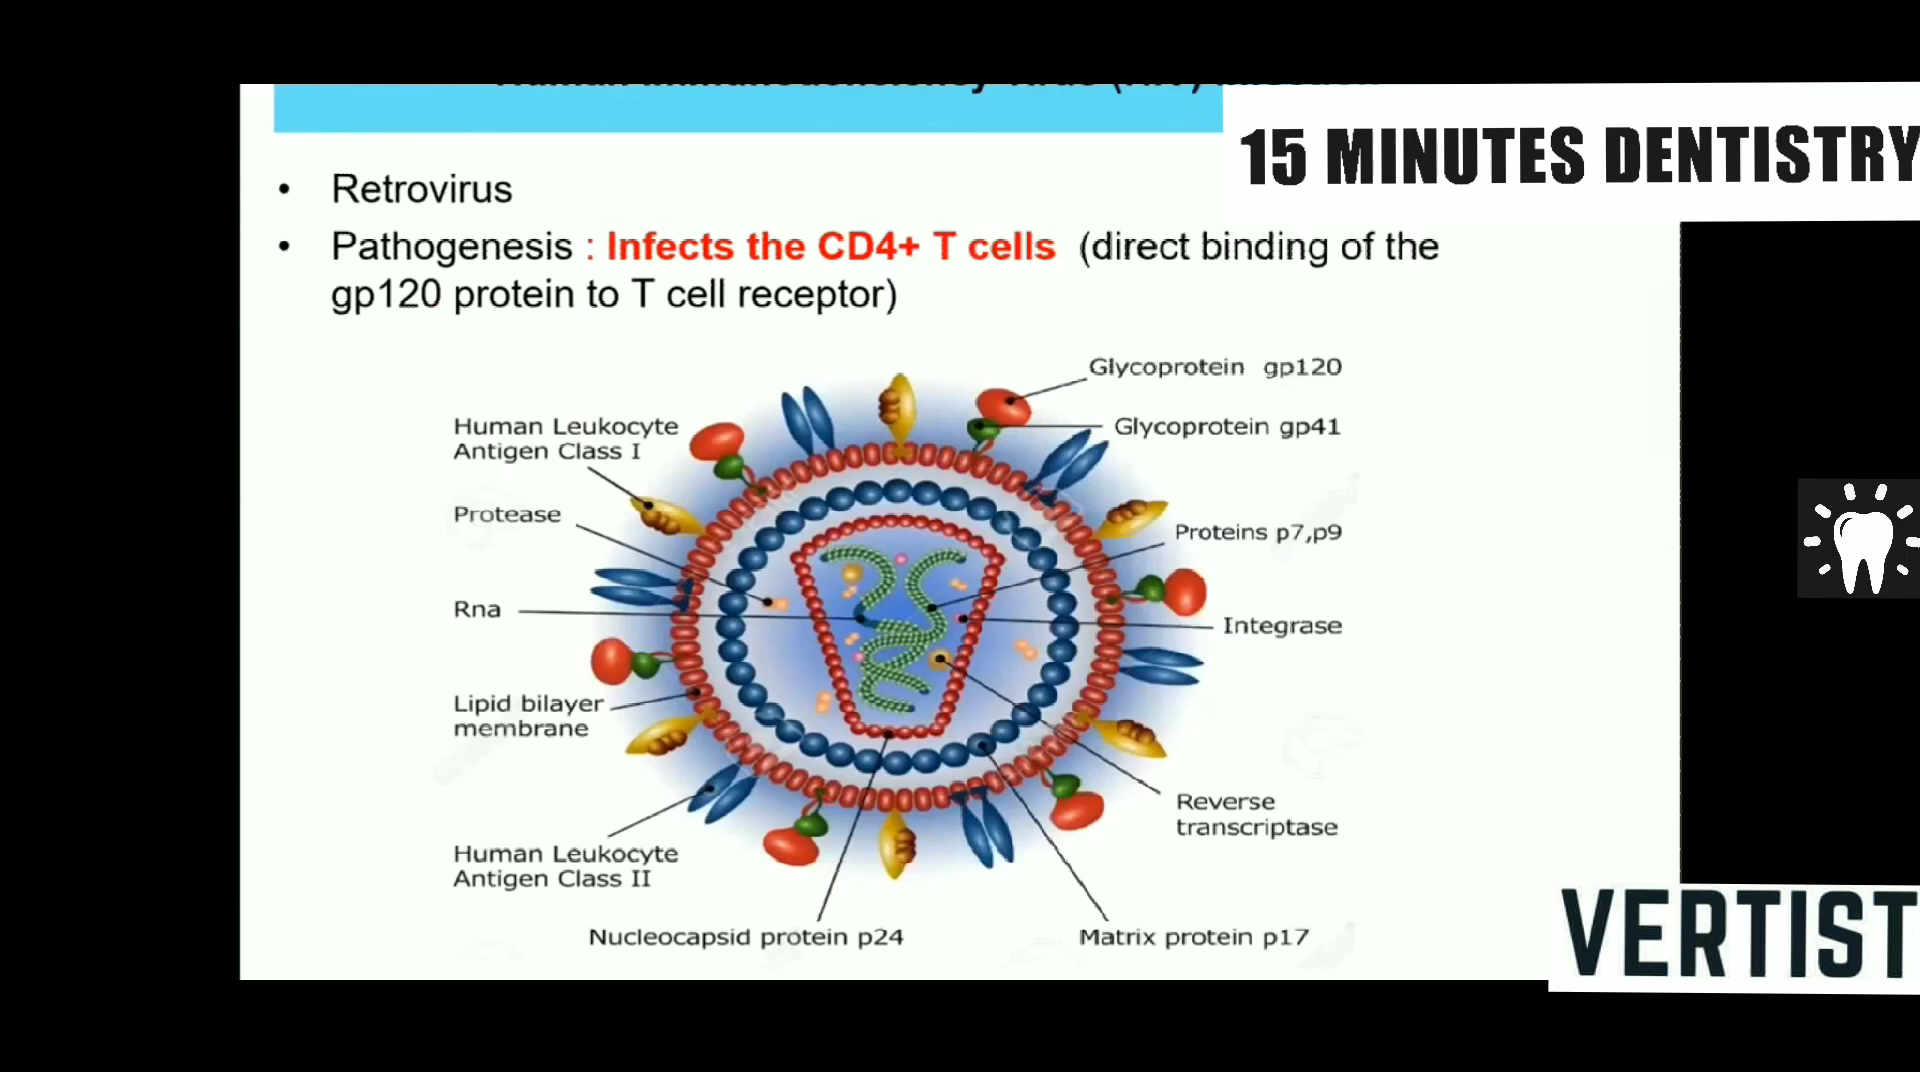 15 MINUTES DENTISTRY
• Retrovirus
• Pathogenesis : Infects the CD4+ T cells (direct binding of the
gp120 protein to T cell receptor)
Glycoprotein gp120
Human Leukocyte
Antigen Class I
Glycoprotein gp41
Protease
Proteins p7,p9
Rna
Integrase
Lipid bilayer
membrane
Reverse
transcriptase
Human Leukocyte
Antigen Class II
Nucleocapsid protein p24
Matrix protein p17
VERTIST